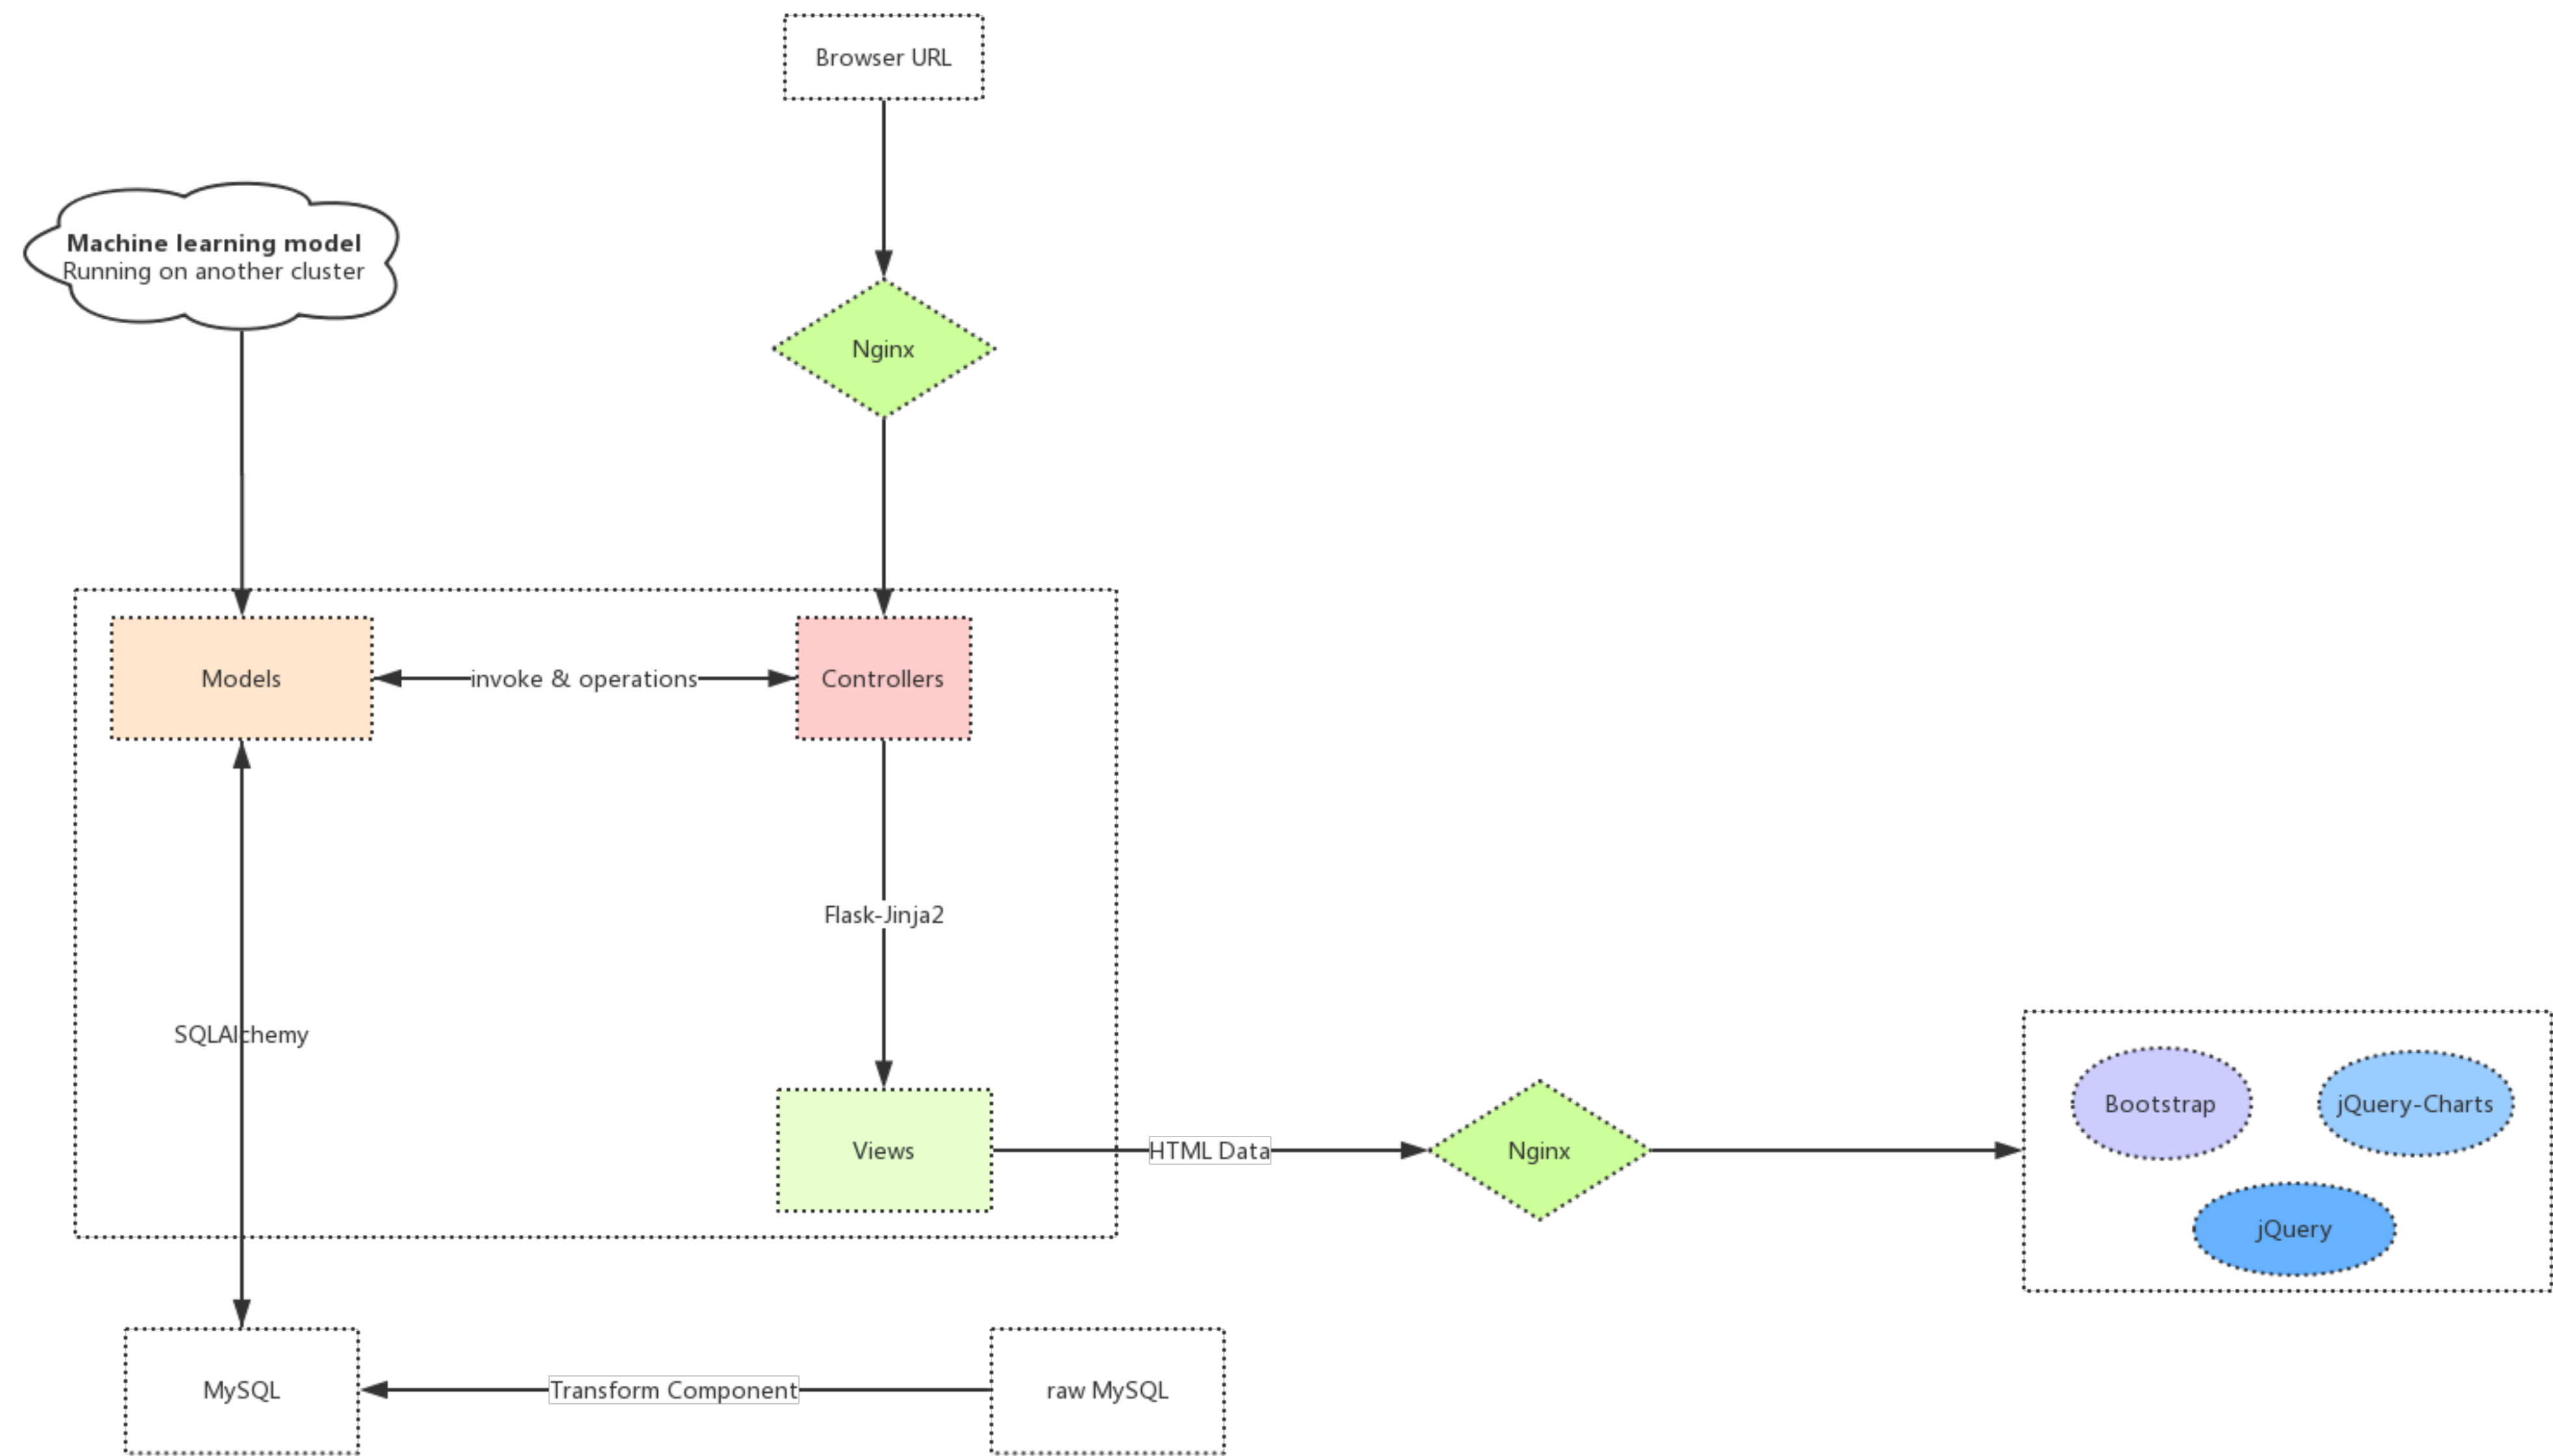 Browser URL
Machine learning model
Running on another cluster
Nginx
Models
invoke & operations
Controllers
Flask-Jinja2
SQLAlchemy
Views
HTML Data
Nginx
Bootstrap
jQuery-Charts
jQuery
MySQL
Transform Component
raw MySQL